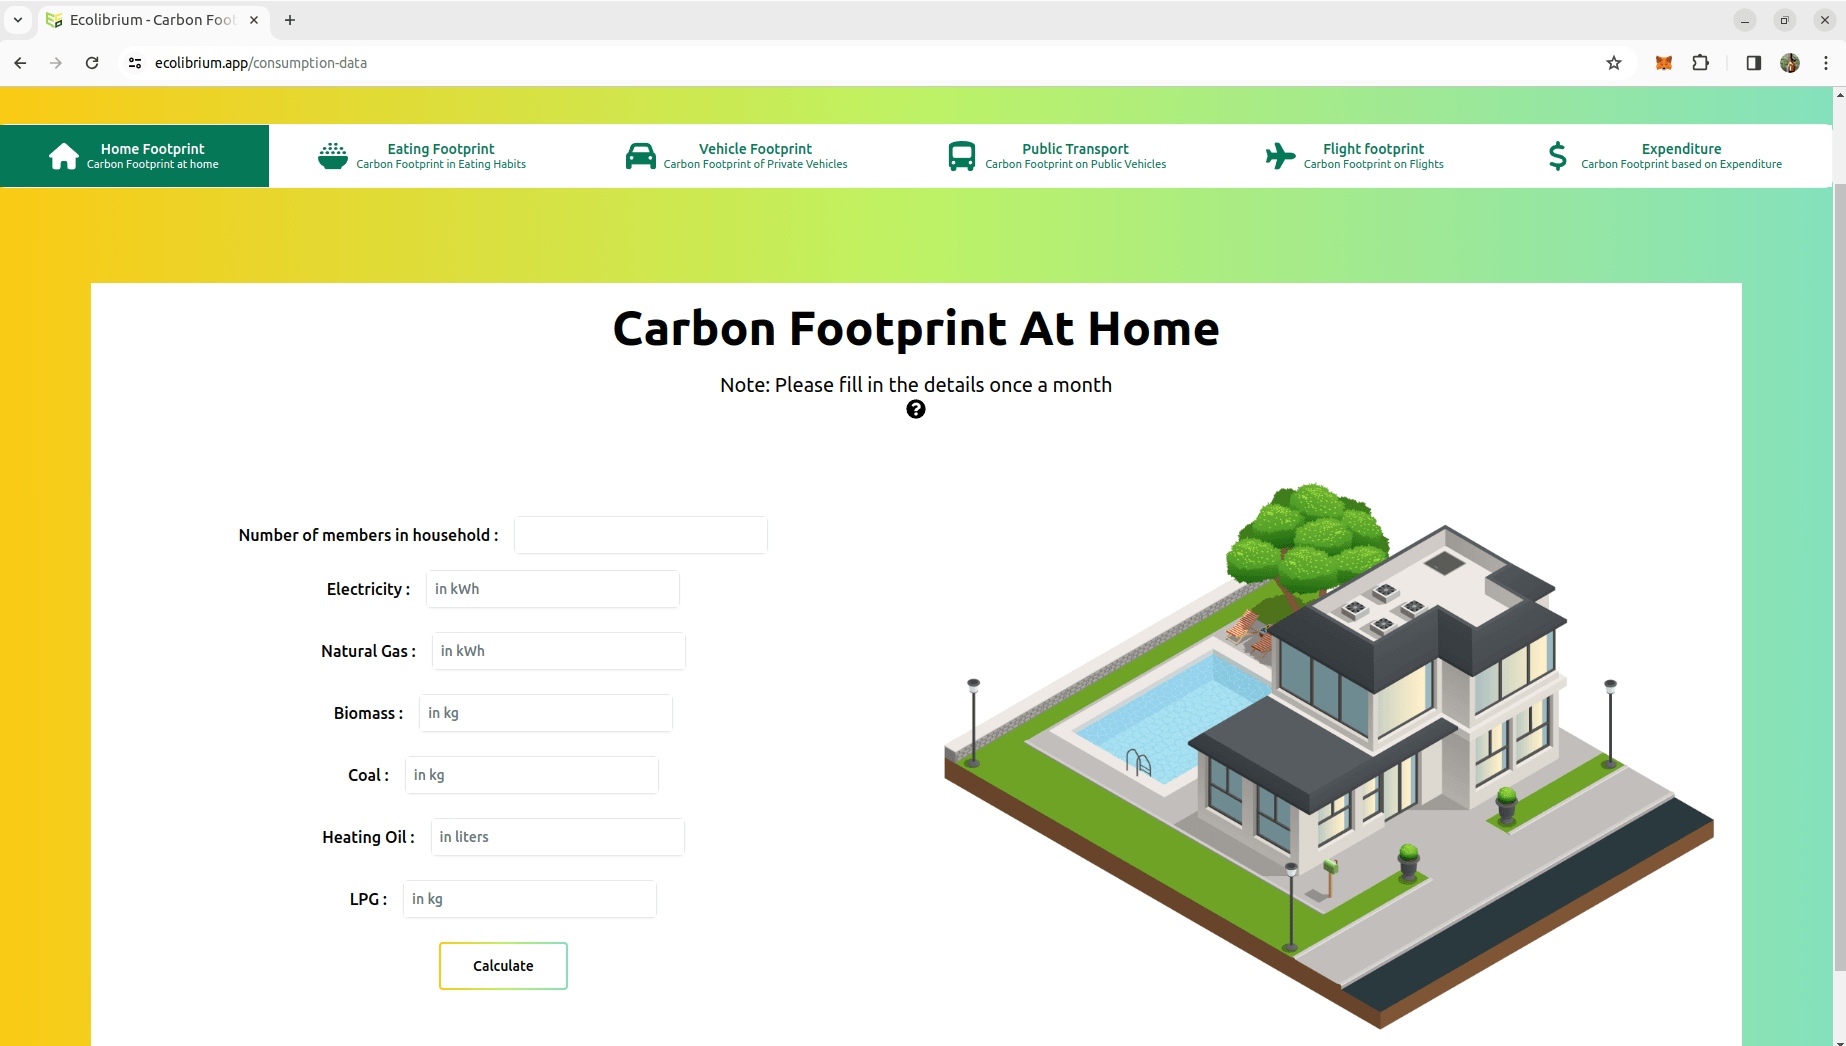 Ecolibrium - Carbon Foo
ecolibrium.app/consumption-data
Home Footprint
Carbon Footprint at home
Eating Footprint
Carbon Footprint in Eating Habits
Vehicle Footprint
Carbon Footprint of Private Vehicles
Public Transport
Carbon Footprint on Public Vehicles
Flight footprint
Carbon Footprint on Flights
Expenditure
Carbon Footprint based on Expenditure
Carbon Footprint At Home
Note: Please fill in the details once a month
Number of members in household :
Electricity : in kWh
Natural Gas : in kWh
Biomass : in kg
Coal : in kg
Heating Oil : in liters
LPG : in kg
Calculate